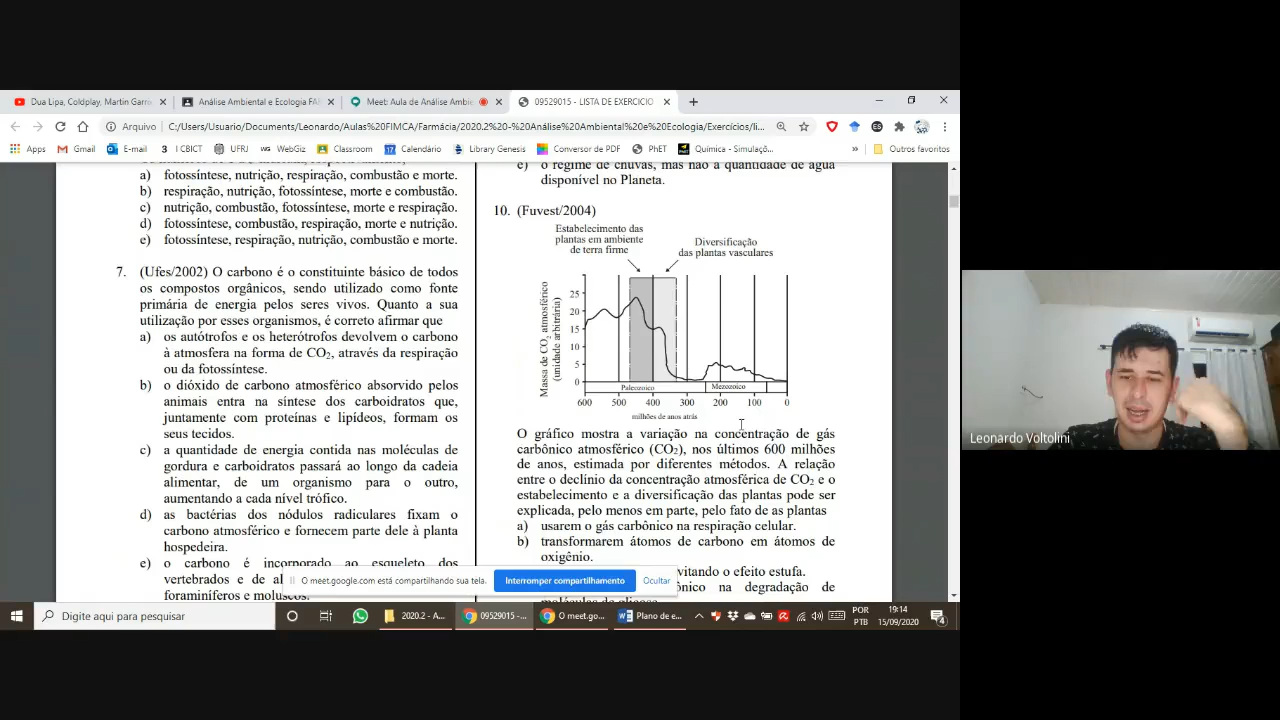 Dua Lipa, Coldplay, Martin Garri
Análise Ambiental e Ecologia FA
Meet: Aula de Análise Ambie
09529015 - LISTA DE EXERCICIO
Arquivo
C:/Users/Usuario/Documents/Leonardo/Aulas%20FIMCA/Farmácia/2020.2%20-%20Análise%20Ambiental%20e%20Ecologia/Exercícios/li...
Apps
Gmail
E-mail
I CBICT
UFRJ
WebGiz
Classroom
Calendário
Library Genesis
Conversor de PDF
PhET
Química - Simulaçõ...
Outros favoritos
a) fotossíntese, nutrição, respiração, combustão e morte.
b) respiração, nutrição, fotossíntese, morte e combustão.
c) nutrição, combustão, fotossíntese, morte e respiração.
d) fotossíntese, combustão, respiração, morte e nutrição.
e) fotossíntese, respiração, nutrição, combustão e morte.
7. (Ufes/2002) O carbono é o constituinte básico de todos
os compostos orgânicos, sendo utilizado como fonte
primária de energia pelos seres vivos. Quanto a sua
utilização por esses organismos, é correto afirmar que
a) os autótrofos e os heterótrofos devolvem o carbono
à atmosfera na forma de CO₂, através da respiração
ou da fotossíntese.
b) o dióxido de carbono atmosférico absorvido pelos
animais entra na síntese dos carboidratos que,
juntamente com proteínas e lipídeos, formam os
seus tecidos.
c) a quantidade de energia contida nas moléculas de
gordura e carboidratos passará ao longo da cadeia
alimentar, de um organismo para o outro,
aumentando a cada nível trófico.
d) as bactérias dos nódulos radiculares fixam o
carbono atmosférico e fornecem parte dele à planta
hospedeira.
e) o carbono é incorporado ao esqueleto dos
vertebrados e de al
foraminíferos e moluscos.
e) o regime de chuvas, mas não a quantidade de água
disponível no Planeta.
10. (Fuvest/2004)
Estabelecimento das
plantas em ambiente
de terra firme
Diversificação
das plantas vasculares
Massa de CO₂ atmosférico
(unidade arbitrária)
25
20
15
10
5
0
Paleozoico
Mezozoico
600 500 400 300 200 100 0
milhões de anos atrás
O gráfico mostra a variação na concentração de gás
carbônico atmosférico (CO₂), nos últimos 600 milhões
de anos, estimada por diferentes métodos. A relação
entre o declínio da concentração atmosférica de CO₂ e o
estabelecimento e a diversificação das plantas pode ser
explicada, pelo menos em parte, pelo fato de as plantas
a) usarem o gás carbônico na respiração celular.
b) transformarem átomos de carbono em átomos de
oxigênio.
vitando o efeito estufa.
ônico na degradação de
O meet.google.com está compartilhando sua tela.
Interromper compartilhamento
Ocultar
Leonardo Voltolini
Digite aqui para pesquisar
2020.2 - A...
09529015 -...
O meet.go...
Plano de e...
POR
PTB
19:14
15/09/2020
4